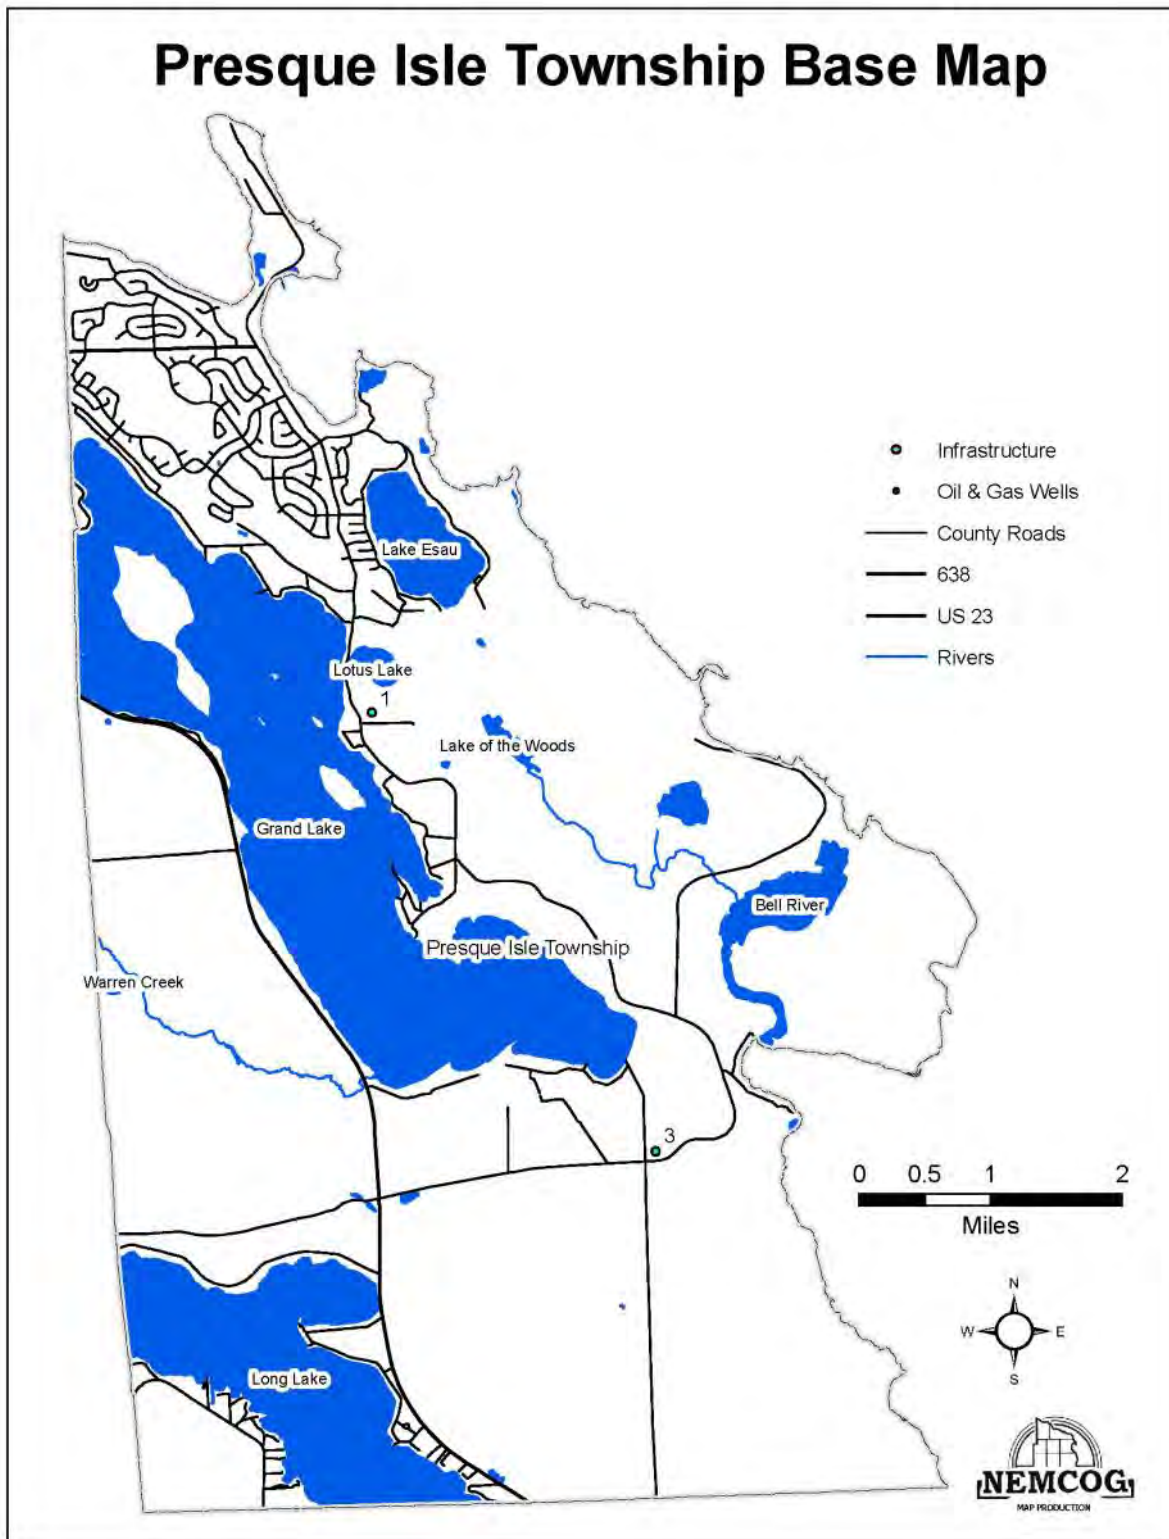 Presque Isle Township Base Map
Infrastructure
Oil & Gas Wells
County Roads
638
US 23
Rivers
Lake Esau
Lotus Lake
1
Lake of the Woods
Grand Lake
Bell River
Presque Isle Township
Warren Creek
3
0 0.5 1 2
Miles
N
W E
S
Long Lake
NEMCOG
MAP PRODUCTION